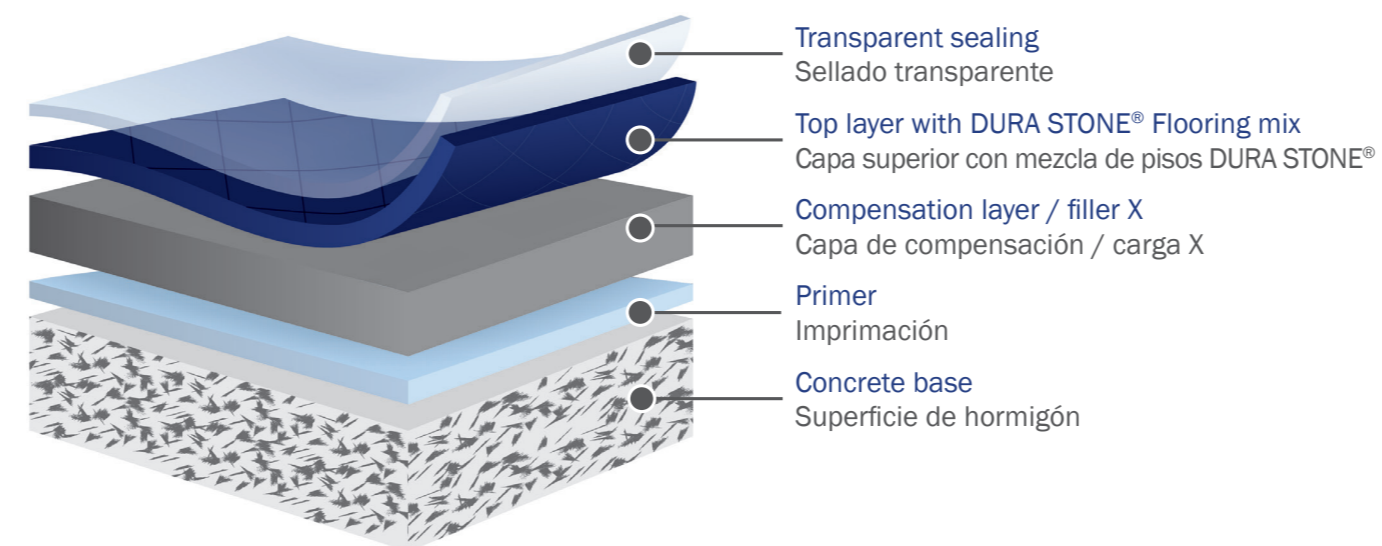 Transparent sealing
Sellado transparente
Top layer with DURA STONE® Flooring mix
Capa superior con mezcla de pisos DURA STONE®
Compensation layer / filler X
Capa de compensación / carga X
Primer
Imprimación
Concrete base
Superficie de hormigón